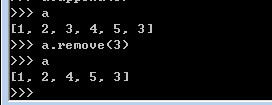 >>> a
[1, 2, 3, 4, 5, 3]
>>> a.remove(3)
>>> a
[1, 2, 4, 5, 3]
>>>